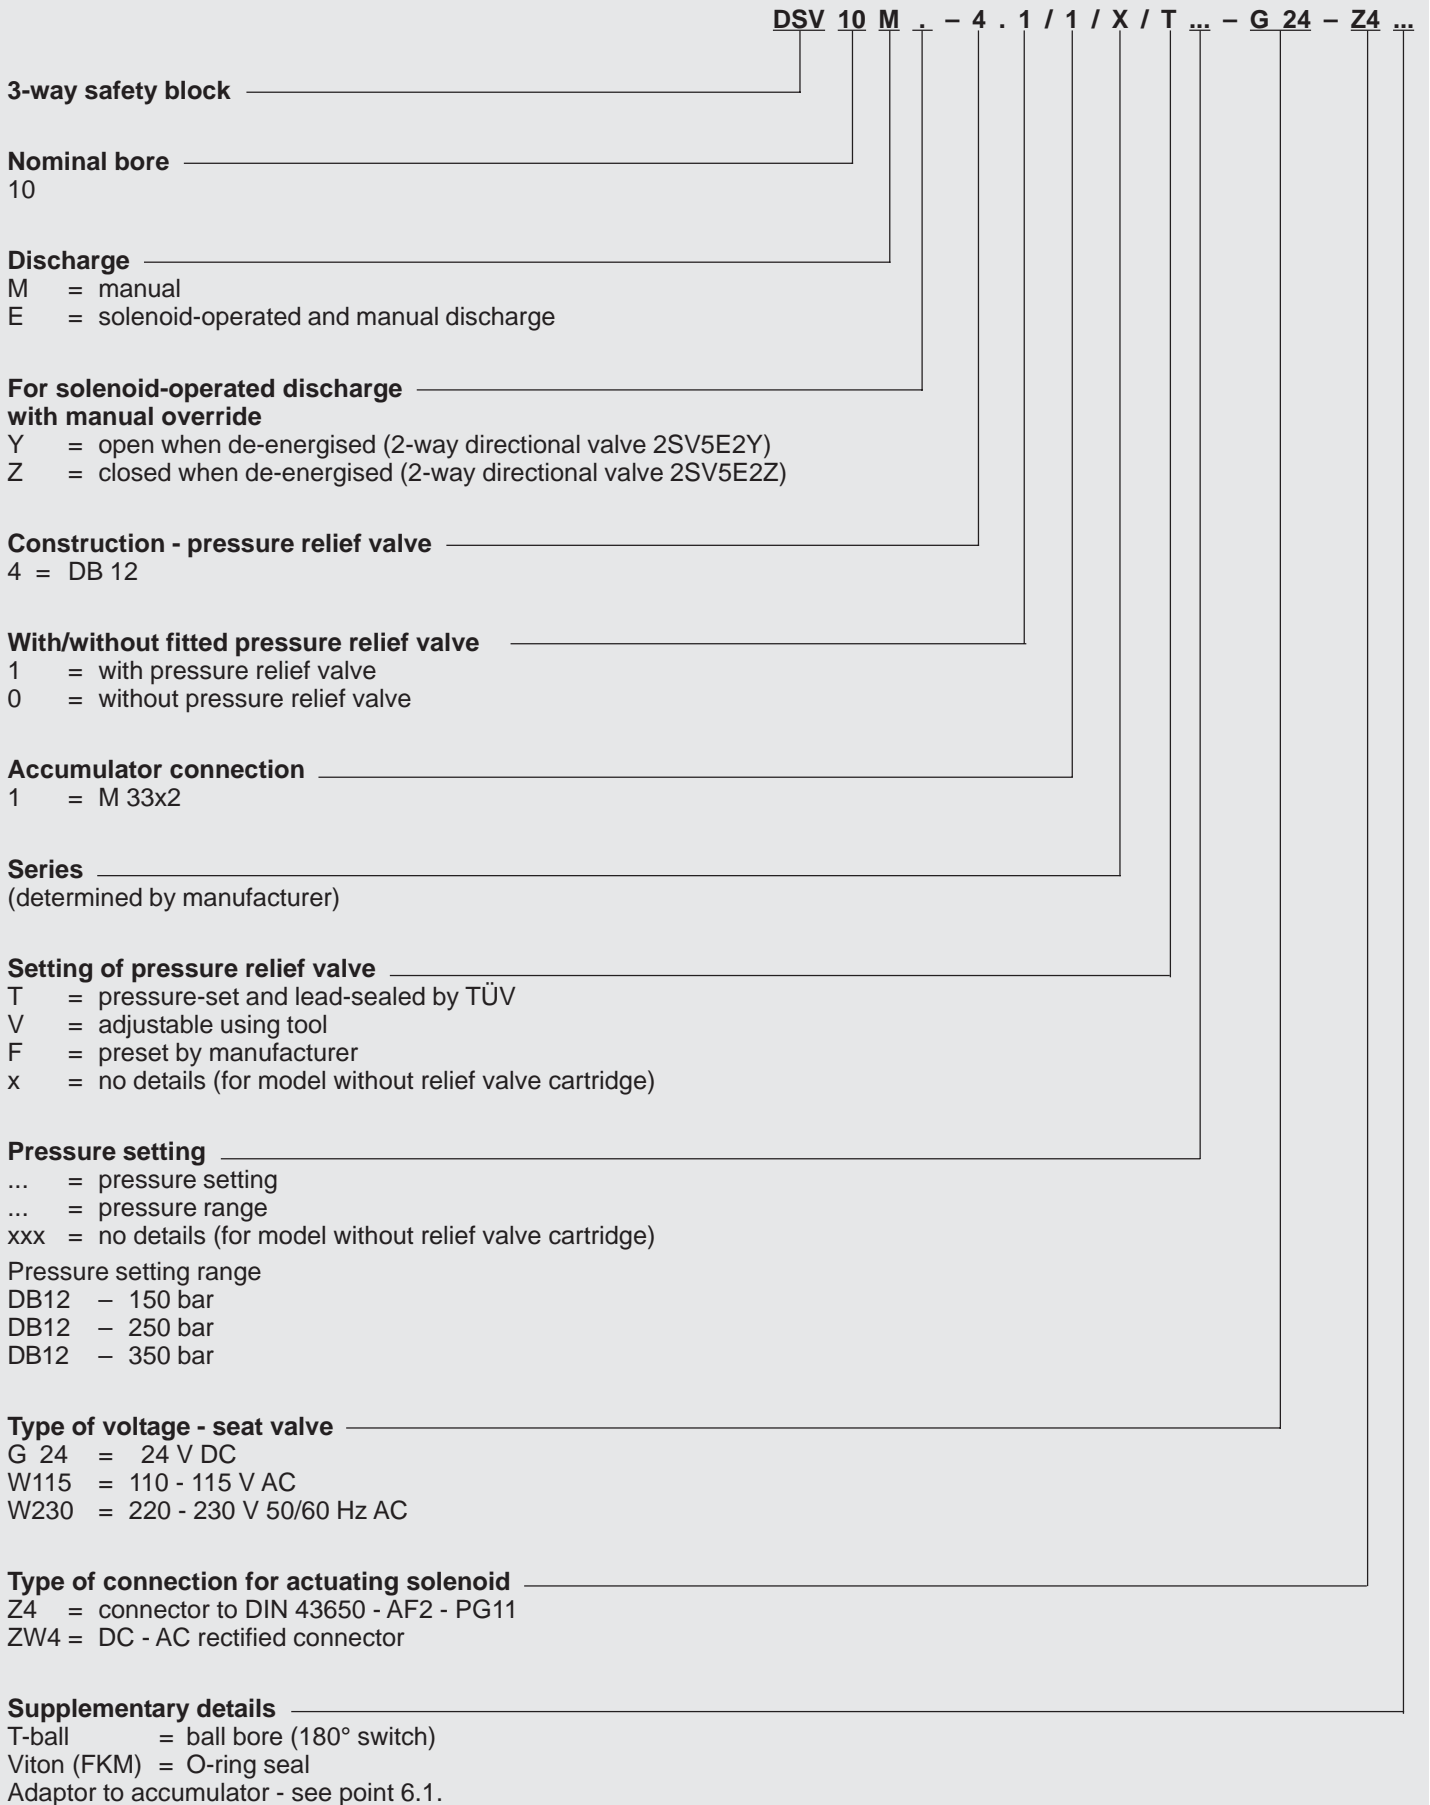 DSV 10 M . – 4 . 1 / 1 / X / T ... – G 24 – Z4 ...
3-way safety block
Nominal bore
10
Discharge
M = manual
E = solenoid-operated and manual discharge
For solenoid-operated discharge
with manual override
Y = open when de-energised (2-way directional valve 2SV5E2Y)
Z = closed when de-energised (2-way directional valve 2SV5E2Z)
Construction - pressure relief valve
4 = DB 12
With/without fitted pressure relief valve
1 = with pressure relief valve
0 = without pressure relief valve
Accumulator connection
1 = M 33x2
Series
(determined by manufacturer)
Setting of pressure relief valve
T = pressure-set and lead-sealed by TÜV
V = adjustable using tool
F = preset by manufacturer
x = no details (for model without relief valve cartridge)
Pressure setting
... = pressure setting
... = pressure range
xxx = no details (for model without relief valve cartridge)
Pressure setting range
DB12 – 150 bar
DB12 – 250 bar
DB12 – 350 bar
Type of voltage - seat valve
G 24 = 24 V DC
W115 = 110 - 115 V AC
W230 = 220 - 230 V 50/60 Hz AC
Type of connection for actuating solenoid
Z4 = connector to DIN 43650 - AF2 - PG11
ZW4 = DC - AC rectified connector
Supplementary details
T-ball = ball bore (180° switch)
Viton (FKM) = O-ring seal
Adaptor to accumulator - see point 6.1.